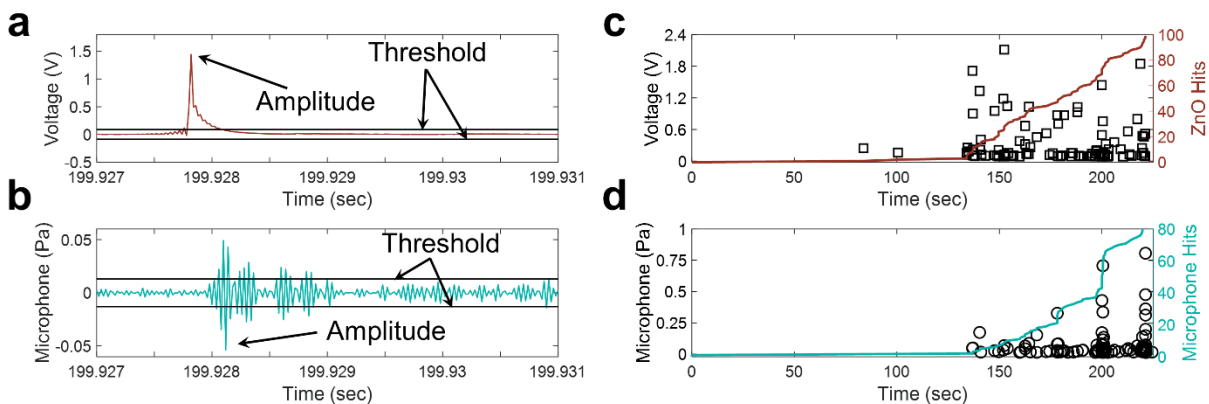 a
Voltage (V)
1.5
1
0.5
0
-0.5
Threshold
Amplitude
199.927
199.928
199.929
199.93
199.931
Time (sec)
b
Microphone (Pa)
0.05
0
-0.05
Threshold
Amplitude
199.927
199.928
199.929
199.93
199.931
Time (sec)
c
Voltage (V)
2.4
1.8
1.2
0.6
0
100
80
60
40
20
0
ZnO Hits
0
50
100
150
200
Time (sec)
d
Microphone (Pa)
1
0.75
0.5
0.25
0
80
60
40
20
0
Microphone Hits
0
50
100
150
200
Time (sec)